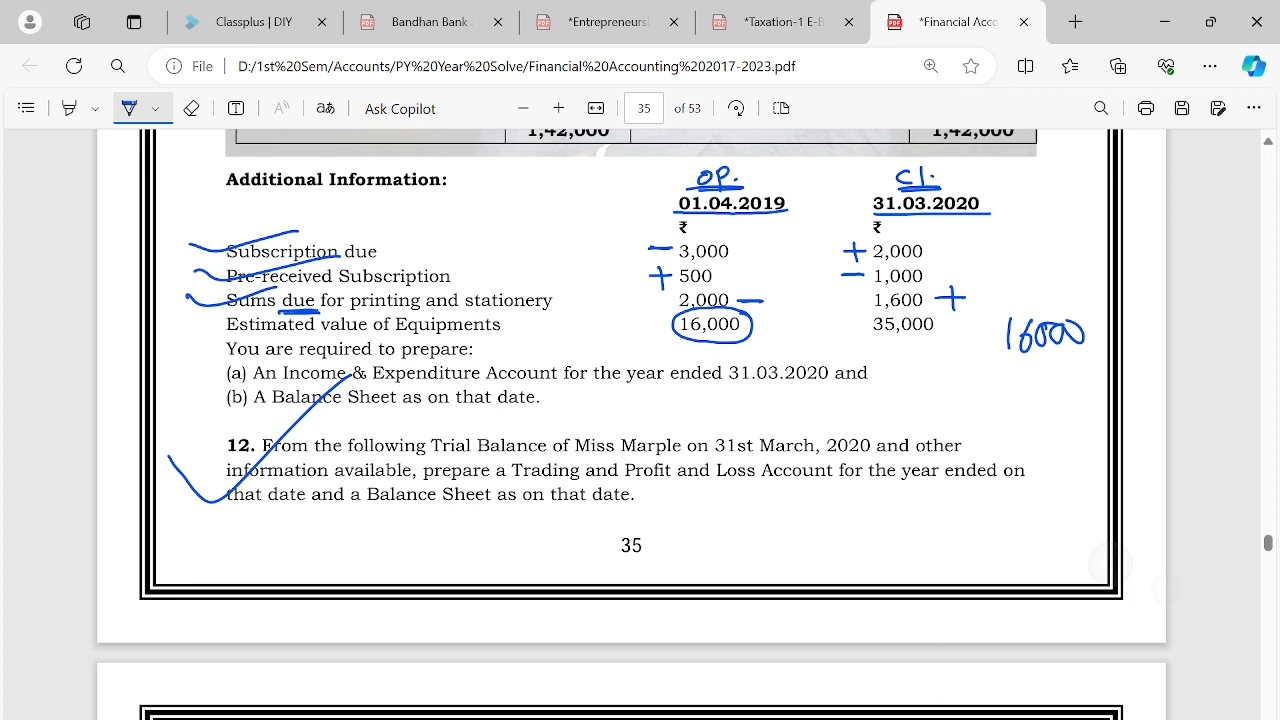 Classplus | DIY
Bandhan Bank
*Entrepreneurs
*Taxation-1 E-B
*Financial Acco
File D:/1st%20Sem/Accounts/PY%20Year%20Solve/Financial%20Accounting%202017-2023.pdf
Ask Copilot
35 of 53
1,42,000 1,42,000
OP. Cl.
Additional Information:
01.04.2019 31.03.2020
₹ ₹
Subscription due - 3,000 + 2,000
Pre-received Subscription + 500 - 1,000
Sums due for printing and stationery 2,000 - 1,600 +
Estimated value of Equipments 16,000 35,000 16000
You are required to prepare:
(a) An Income & Expenditure Account for the year ended 31.03.2020 and
(b) A Balance Sheet as on that date.
12. From the following Trial Balance of Miss Marple on 31st March, 2020 and other
information available, prepare a Trading and Profit and Loss Account for the year ended on
that date and a Balance Sheet as on that date.
35